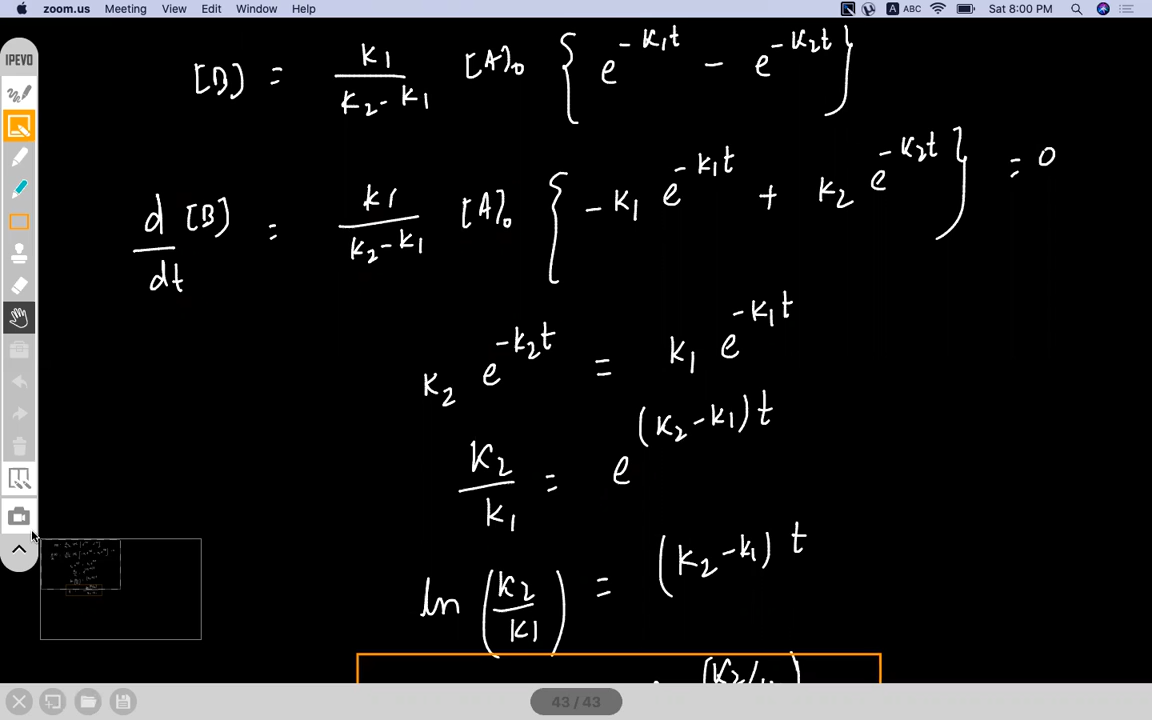 zoom.us Meeting View Edit Window Help ABC Sat 8:00 PM
IPEVO
[B] = k1/(k2-k1) [A]0 { e^-k1t - e^-k2t }
d/dt [B] = k1/(k2-k1) [A]0 { -k1 e^-k1t + k2 e^-k2t } = 0
k2 e^-k2t = k1 e^-k1t
k2/k1 = e^(k2-k1)t
ln (k2/k1) = (k2-k1) t
43 / 43